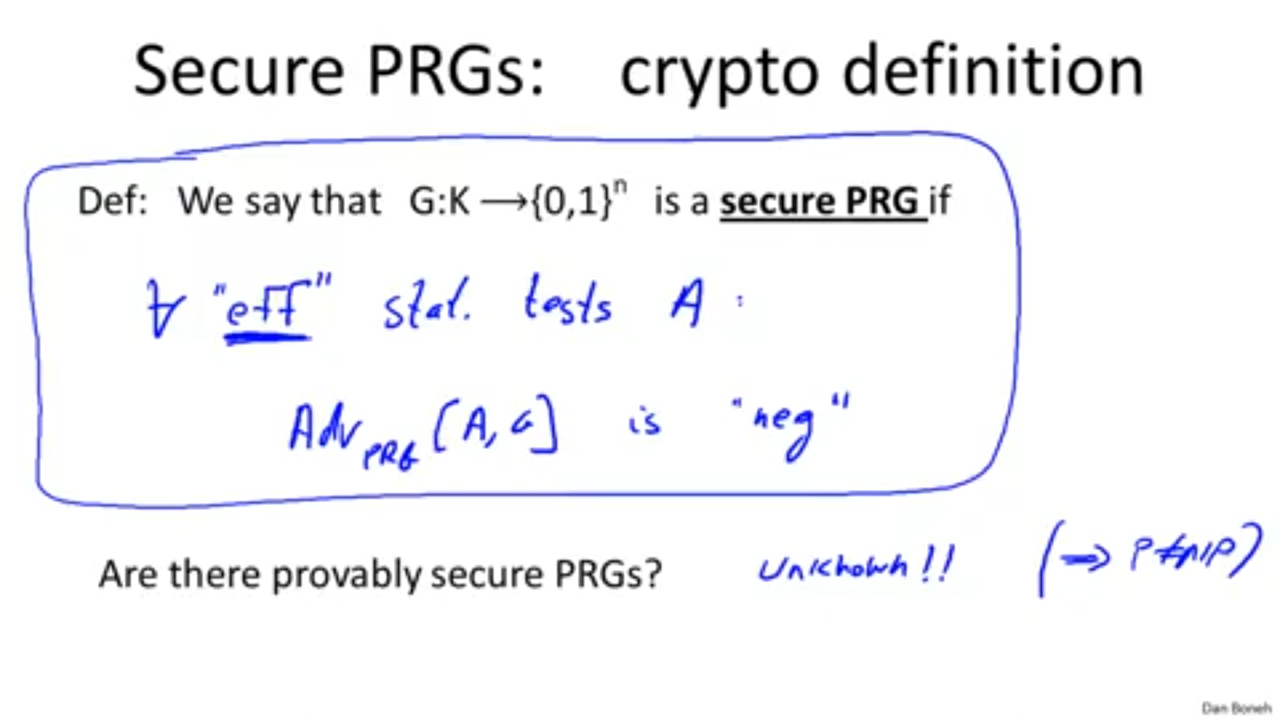 Secure PRGs: crypto definition
Def: We say that G:K ⟶{0,1}ⁿ is a secure PRG if
∀ "eff" stat. tests A :
Adv_PRG [A,G] is "neg"
Are there provably secure PRGs? Unknown!! (⇒ P≠NP)
Dan Boneh